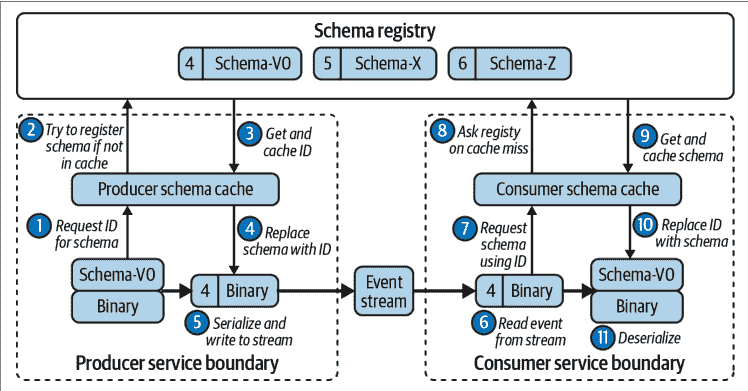 Schema registry
4 Schema-VO 5 Schema-X 6 Schema-Z
2 Try to register
schema if not
in cache
3 Get and
cache ID
8 Ask registy
on cache miss
9 Get and
cache schema
Producer schema cache
Consumer schema cache
1 Request ID
for schema
4 Replace
schema with ID
7 Request
schema
using ID
10 Replace ID
with schema
Schema-VO
Binary
4 Binary
Event
stream
4 Binary
Schema-VO
Binary
5 Serialize and
write to stream
6 Read event
from stream
11 Deserialize
Producer service boundary
Consumer service boundary